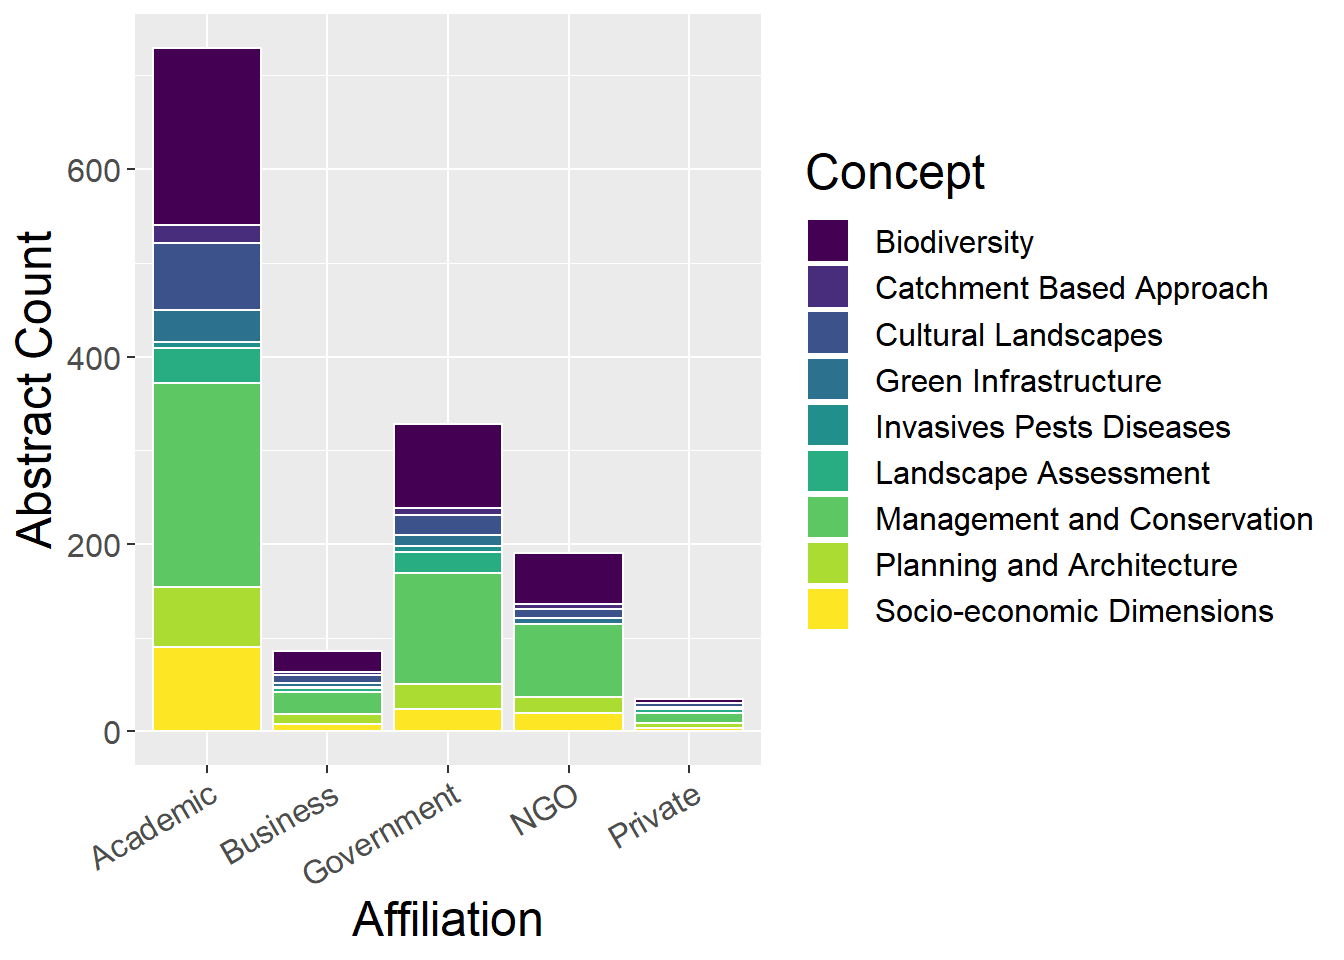 Abstract Count
600
400
200
0
Academic
Business
Government
NGO
Private
Affiliation
Concept
Biodiversity
Catchment Based Approach
Cultural Landscapes
Green Infrastructure
Invasives Pests Diseases
Landscape Assessment
Management and Conservation
Planning and Architecture
Socio-economic Dimensions